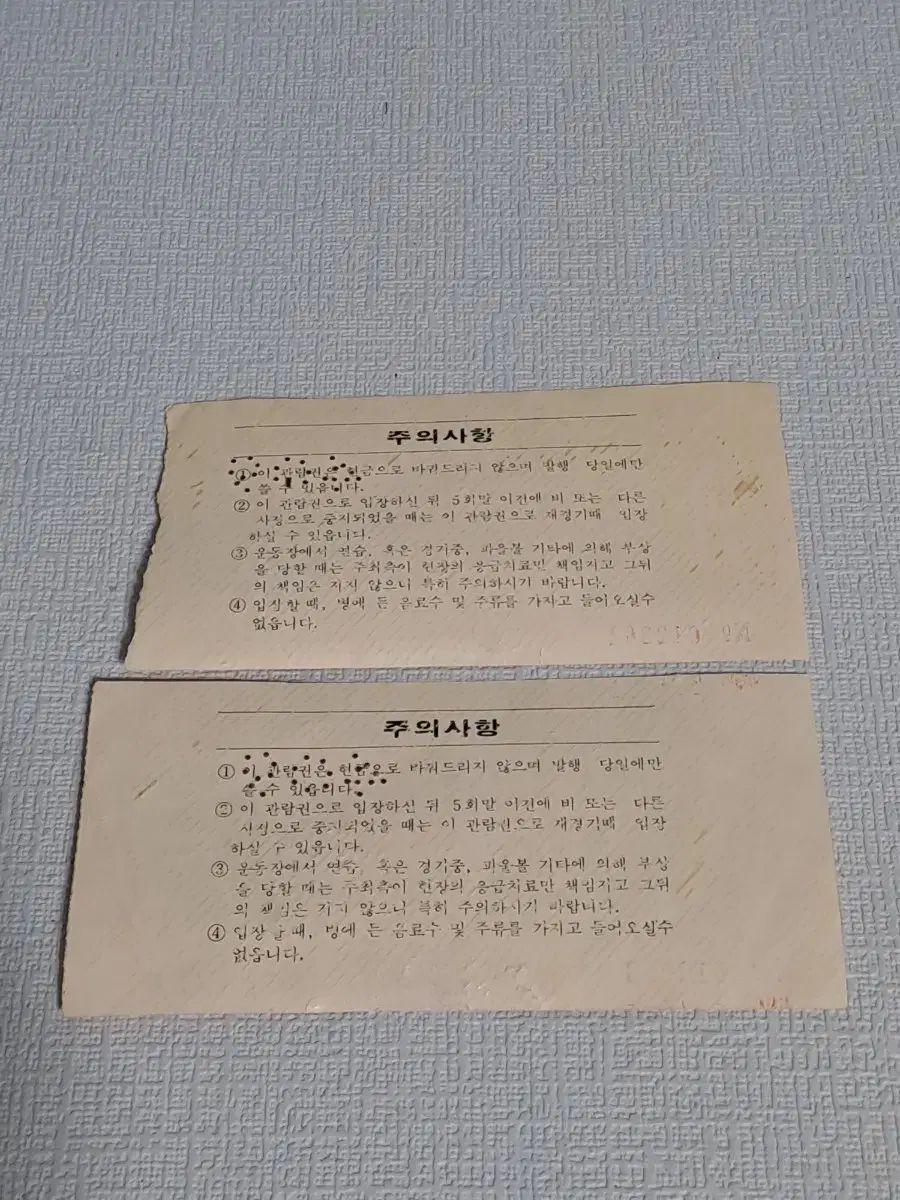 주의사항
① 이 관람권은 현금으로 바꿔드리지 않으며 발행 당일에만
쓸 수 있읍니다.
② 이 관람권으로 입장하신 뒤 5회말 이전에 비 또는 다른
사정으로 중지되었을 때는 이 관람권으로 재경기때 입장
하실 수 있읍니다.
③ 운동장에서 연습, 혹은 경기중, 파울볼 기타에 의해 부상
을 당할 때는 주최측이 현장의 응급치료만 책임지고 그뒤
의 책임은 지지 않으니 특히 주의하시기 바랍니다.
④ 입장할 때, 병에 든 음료수 및 주류를 가지고 들어오실수
없읍니다.
주의사항
① 이 관람권은 현금으로 바꿔드리지 않으며 발행 당일에만
쓸 수 있읍니다.
② 이 관람권으로 입장하신 뒤 5회말 이전에 비 또는 다른
사정으로 중지되었을 때는 이 관람권으로 재경기때 입장
하실 수 있읍니다.
③ 운동장에서 연습, 혹은 경기중, 파울볼 기타에 의해 부상
을 당할 때는 주최측이 현장의 응급치료만 책임지고 그뒤
의 책임은 지지 않으니 특히 주의하시기 바랍니다.
④ 입장할 때, 병에 든 음료수 및 주류를 가지고 들어오실수
없읍니다.